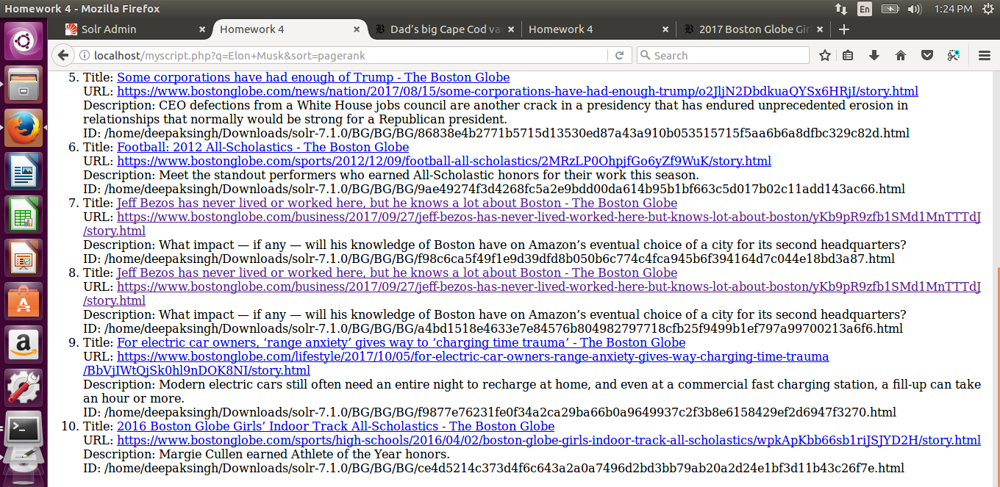 Homework 4 - Mozilla Firefox
En
1:24 PM
Solr Admin
Homework 4
Dad's big Cape Cod va
Homework 4
2017 Boston Globe Girl
localhost/myscript.php?q=Elon+Musk&sort=pagerank
Search
5. Title: Some corporations have had enough of Trump - The Boston Globe
URL: https://www.bostonglobe.com/news/nation/2017/08/15/some-corporations-have-had-enough-trump/o2JljN2DbdkuaQYSx6HRjI/story.html
Description: CEO defections from a White House jobs council are another crack in a presidency that has endured unprecedented erosion in
relationships that normally would be strong for a Republican president.
ID: /home/deepaksingh/Downloads/solr-7.1.0/BG/BG/BG/86838e4b2771b5715d13530ed87a43a910b053515715f5aa6b6a8dfbc329c82d.html
6. Title: Football: 2012 All-Scholastics - The Boston Globe
URL: https://www.bostonglobe.com/sports/2012/12/09/football-all-scholastics/2MRzLP0OhpjfGo6yZf9WuK/story.html
Description: Meet the standout performers who earned All-Scholastic honors for their work this season.
ID: /home/deepaksingh/Downloads/solr-7.1.0/BG/BG/BG/9ae49274f3d4268fc5a2e9bdd00da614b95b1bf663c5d017b02c11add143ac66.html
7. Title: Jeff Bezos has never lived or worked here, but he knows a lot about Boston - The Boston Globe
URL: https://www.bostonglobe.com/business/2017/09/27/jeff-bezos-has-never-lived-worked-here-but-knows-lot-about-boston/yKb9pR9zfb1SMd1MnTTTdJ
/story.html
Description: What impact — if any — will his knowledge of Boston have on Amazon's eventual choice of a city for its second headquarters?
ID: /home/deepaksingh/Downloads/solr-7.1.0/BG/BG/BG/f98c6ca5f49f1e9d39dfd8b050b6c774c4fca945b6f394164d7c044e18bd3a87.html
8. Title: Jeff Bezos has never lived or worked here, but he knows a lot about Boston - The Boston Globe
URL: https://www.bostonglobe.com/business/2017/09/27/jeff-bezos-has-never-lived-worked-here-but-knows-lot-about-boston/yKb9pR9zfb1SMd1MnTTTdJ
/story.html
Description: What impact — if any — will his knowledge of Boston have on Amazon's eventual choice of a city for its second headquarters?
ID: /home/deepaksingh/Downloads/solr-7.1.0/BG/BG/BG/a4bd1518e4633e7e84576b804982797718cfb25f9499b1ef797a99700213a6f6.html
9. Title: For electric car owners, ‘range anxiety’ gives way to ‘charging time trauma’ - The Boston Globe
URL: https://www.bostonglobe.com/lifestyle/2017/10/05/for-electric-car-owners-range-anxiety-gives-way-charging-time-trauma
/BbVjIWtQjSk0hl9nDOK8NI/story.html
Description: Modern electric cars still often need an entire night to recharge at home, and even at a commercial fast charging station, a fill-up can take
an hour or more.
ID: /home/deepaksingh/Downloads/solr-7.1.0/BG/BG/BG/f9877e76231fe0f34a2ca29ba66b0a9649937c2f3b8e6158429ef2d6947f3270.html
10. Title: 2016 Boston Globe Girls’ Indoor Track All-Scholastics - The Boston Globe
URL: https://www.bostonglobe.com/sports/high-schools/2016/04/02/boston-globe-girls-indoor-track-all-scholastics/wpkApKbb66sb1riJSJYD2H/story.html
Description: Margie Cullen earned Athlete of the Year honors.
ID: /home/deepaksingh/Downloads/solr-7.1.0/BG/BG/BG/ce4d5214c373d4f6c643a2a0a7496d2bd3bb79ab20a2d24e1bf3d11b43c26f7e.html